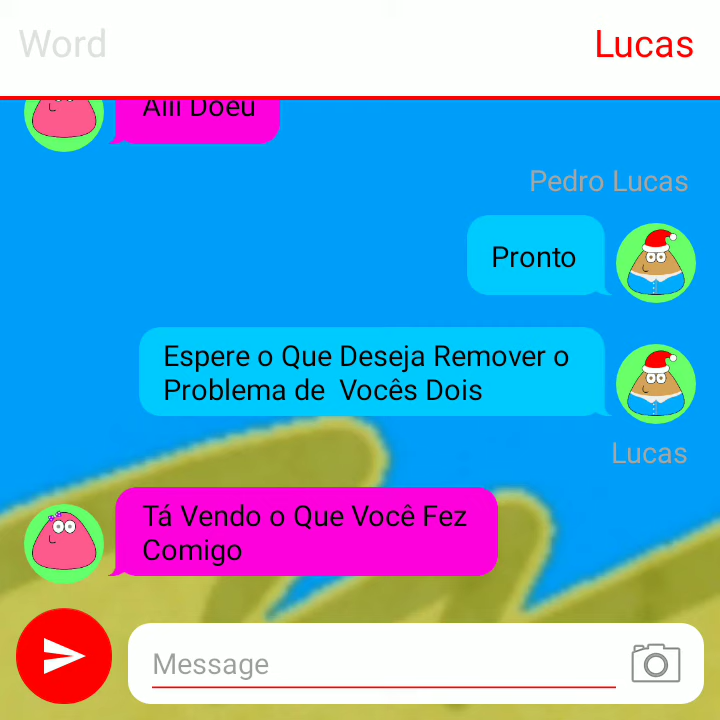 Word
Lucas
Aiii Doeu
Pedro Lucas
Pronto
Espere o Que Deseja Remover o
Problema de  Vocês Dois
Lucas
Tá Vendo o Que Você Fez
Comigo
Message